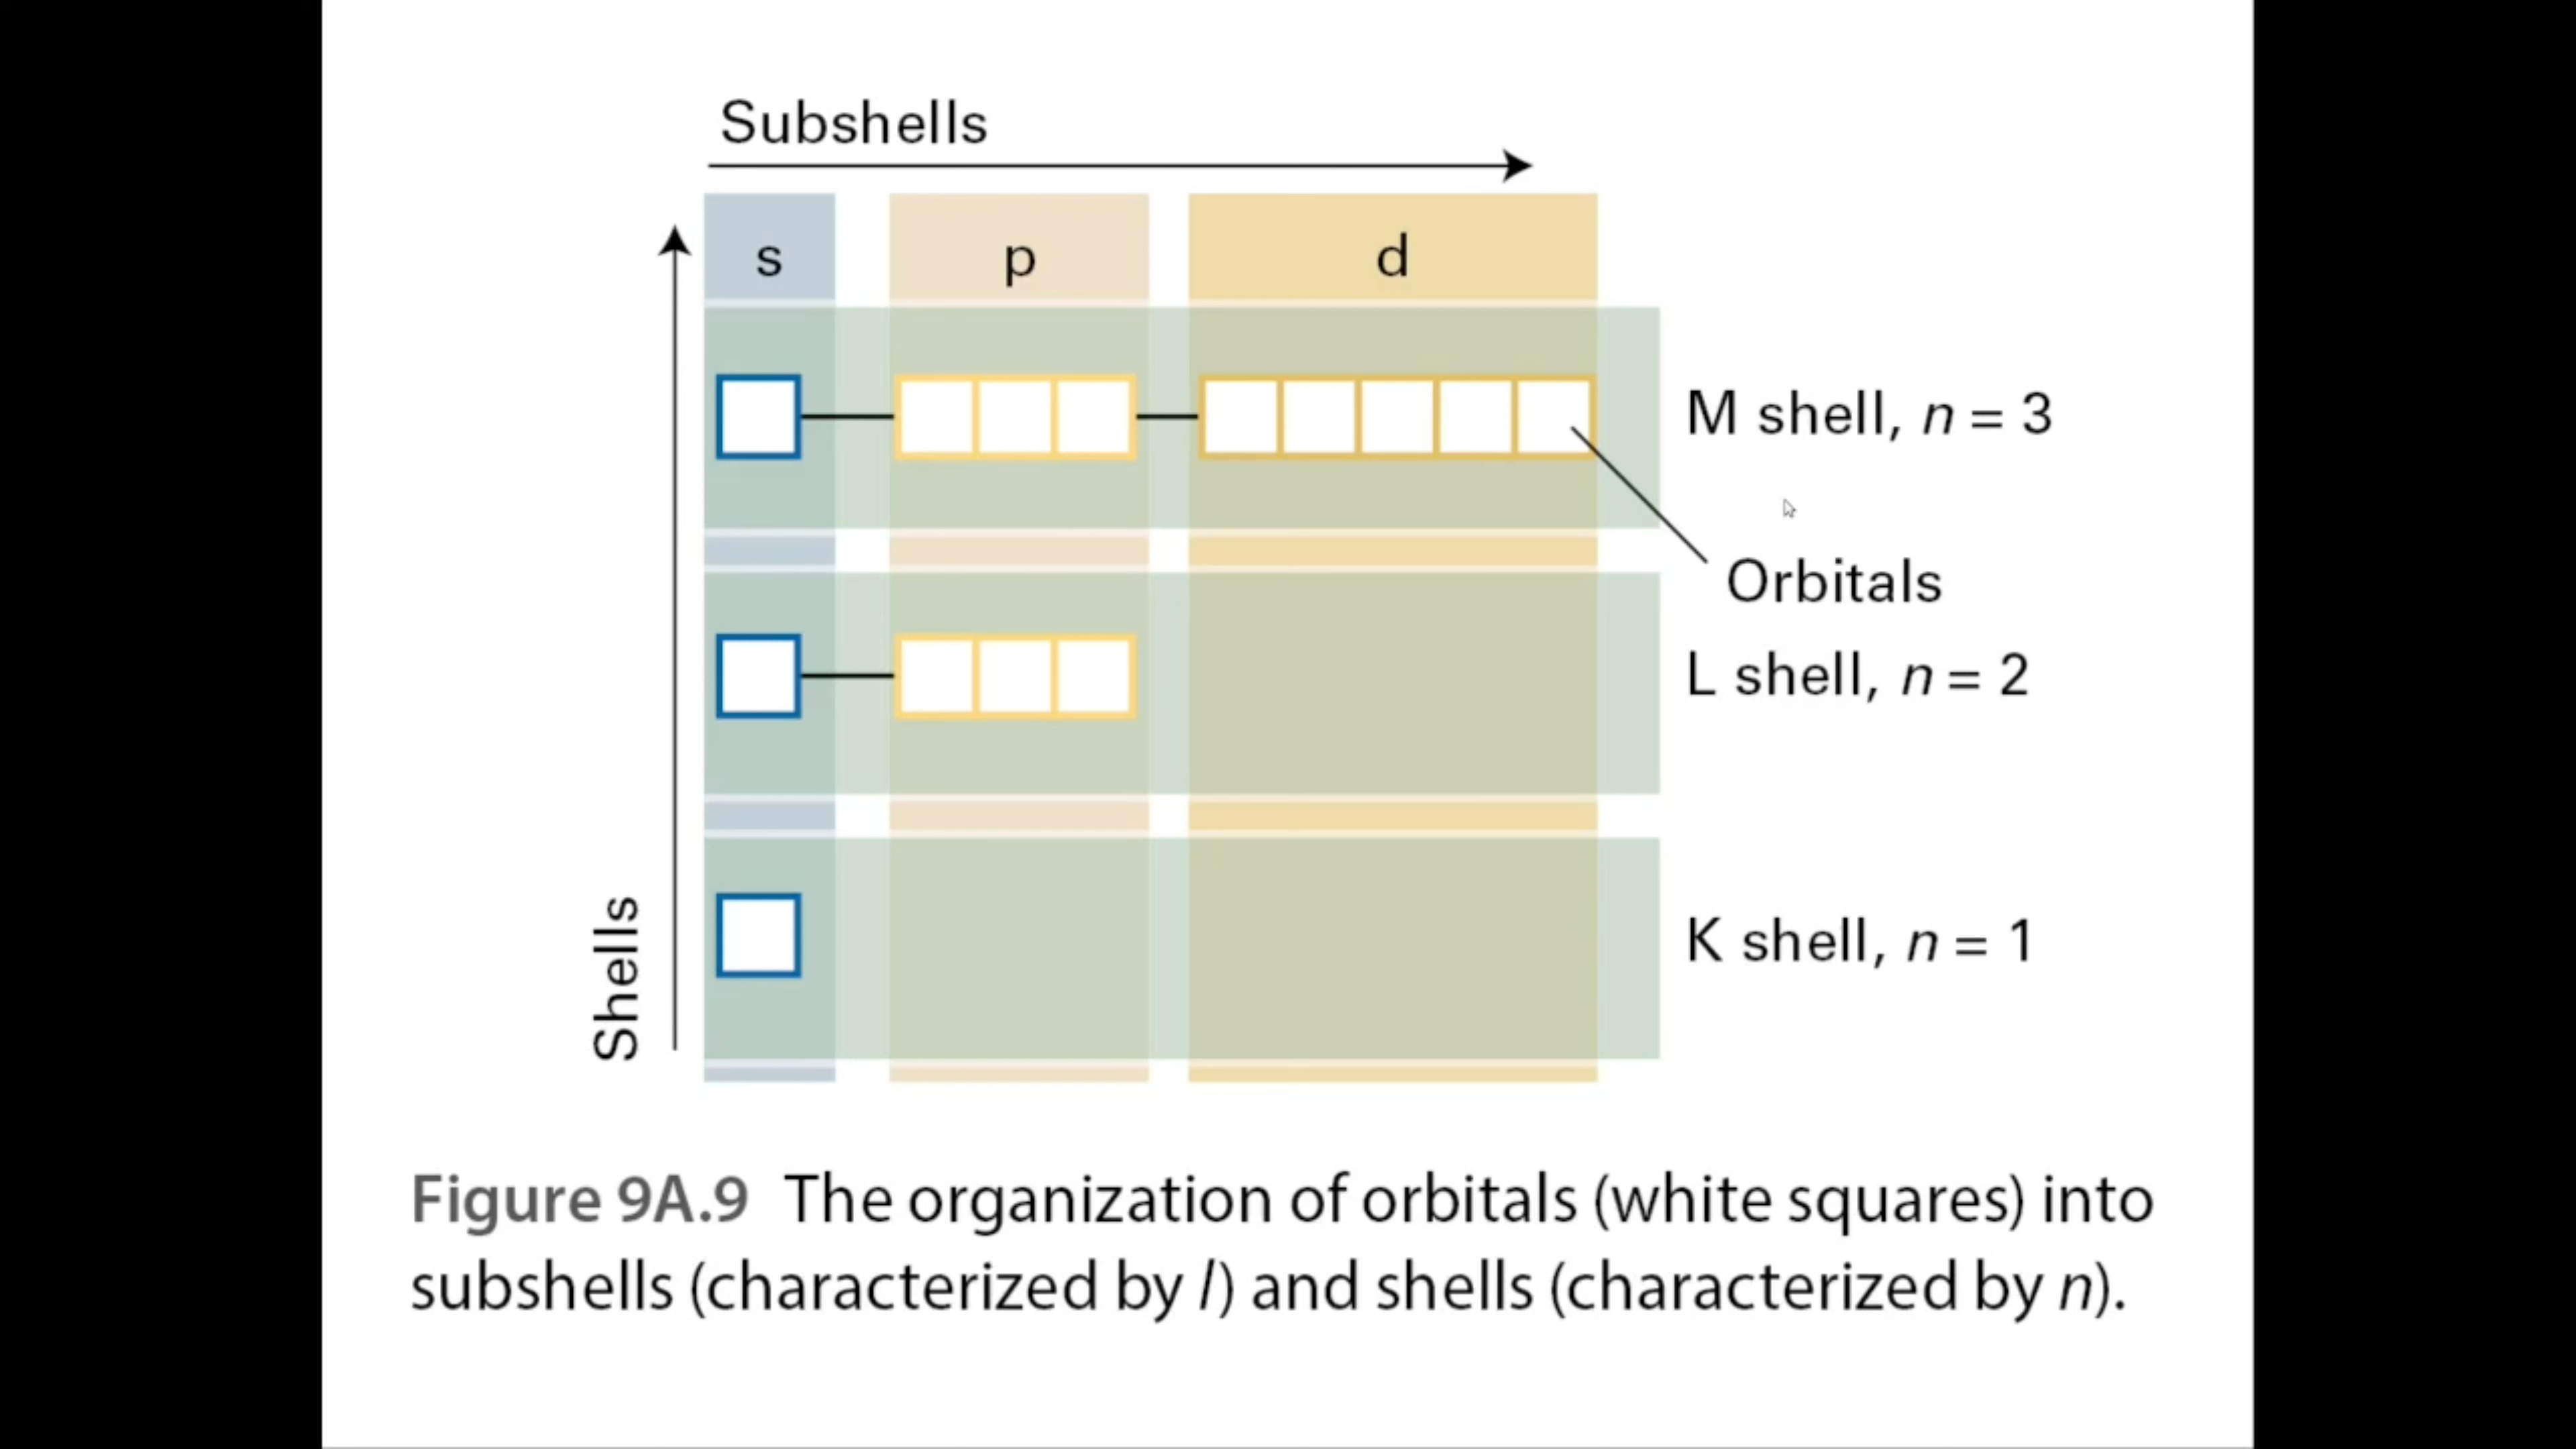 Subshells
s
p
d
M shell, n = 3
Orbitals
L shell, n = 2
K shell, n = 1
Shells
Figure 9A.9 The organization of orbitals (white squares) into
subshells (characterized by l) and shells (characterized by n).